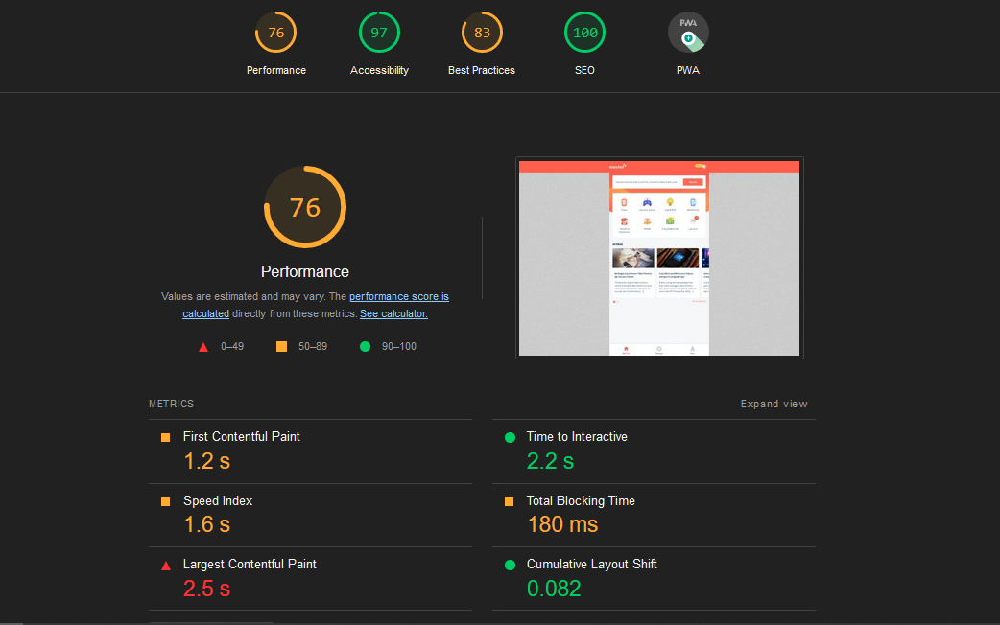 76
97
83
100
PWA
Performance
Accessibility
Best Practices
SEO
PWA
76
Performance
Values are estimated and may vary. The performance score is
calculated directly from these metrics. See calculator.
0–49
50–89
90–100
METRICS
Expand view
First Contentful Paint
1.2 s
Time to Interactive
2.2 s
Speed Index
1.6 s
Total Blocking Time
180 ms
Largest Contentful Paint
2.5 s
Cumulative Layout Shift
0.082